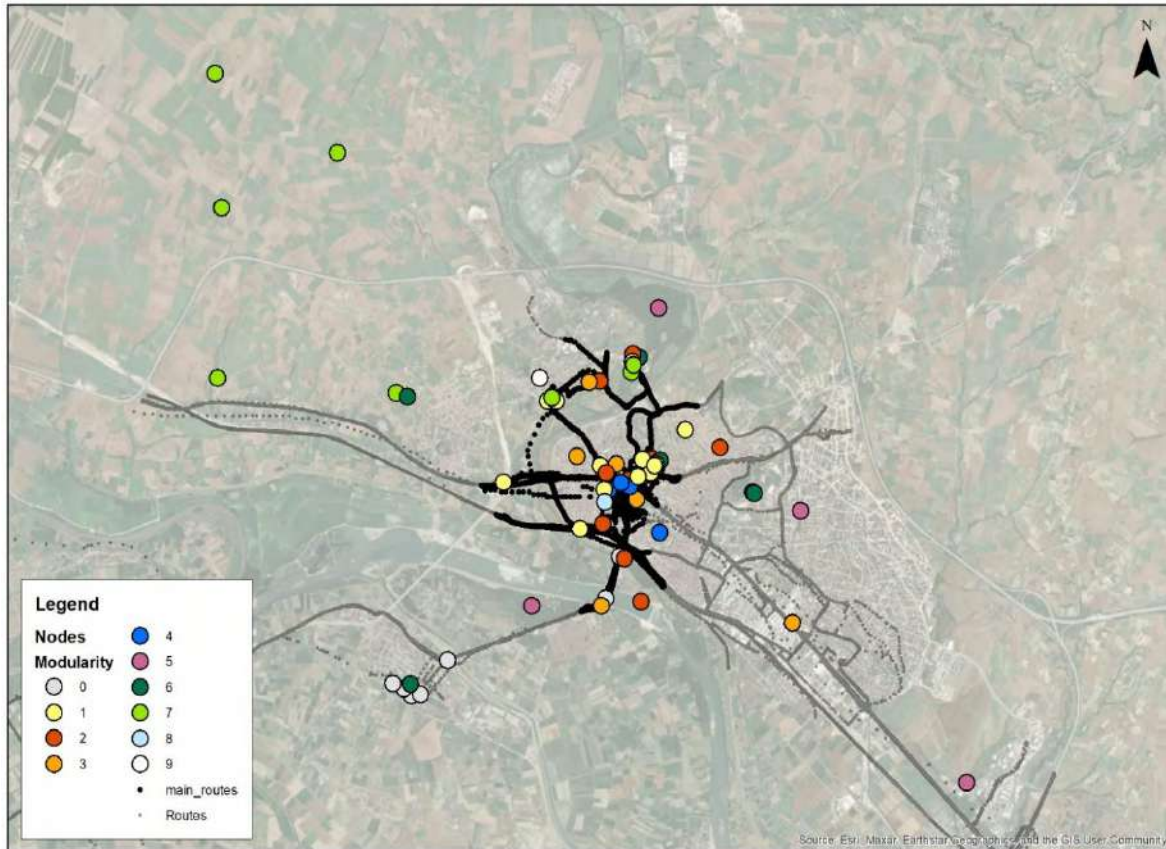 N
Legend
Nodes
Modularity
0
1
2
3
4
5
6
7
8
9
main_routes
Routes
Source: Esri, Maxar, Earthstar Geographics, and the GIS User Community